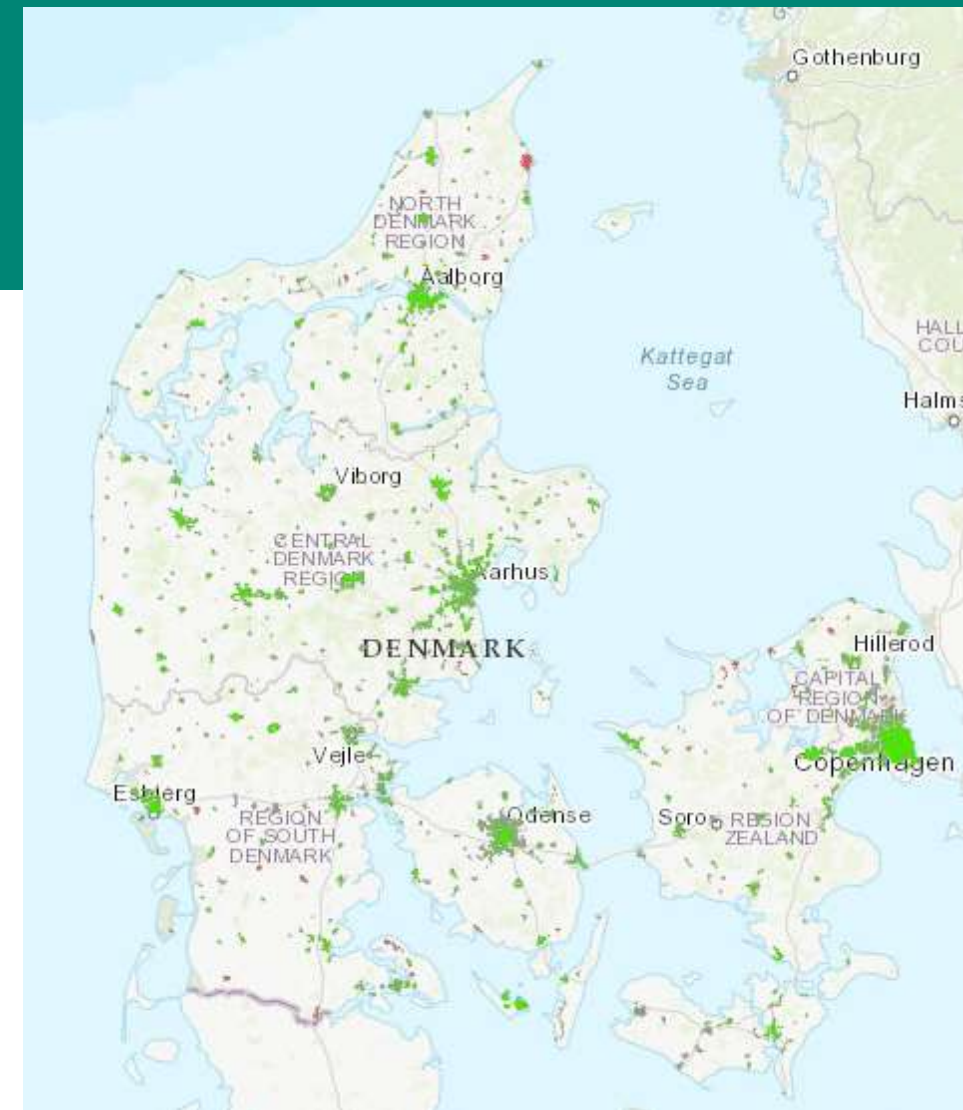 Gothenburg
NORTH
DENMARK
REGION
Aalborg
Kattegat
Sea
HALL
COU
Halms
Viborg
CENTRAL
DENMARK
REGION
Aarhus
DENMARK
Hillerod
CAPITAL
REGION
OF DENMARK
Copenhagen
Vejle
Esbjerg
REGION
OF SOUTH
DENMARK
Odense
Soro
REGION
ZEALAND